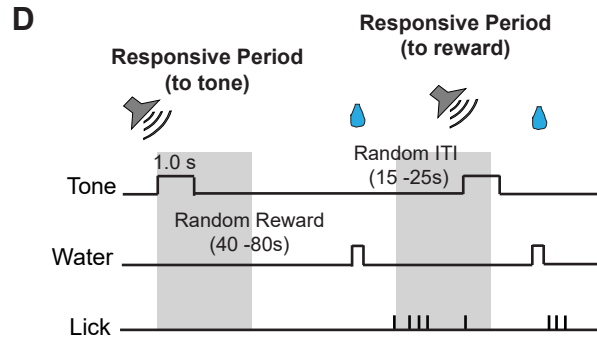 D
Responsive Period
(to tone)
Responsive Period
(to reward)
1.0 s
Random ITI
(15 -25s)
Tone
Random Reward
(40 -80s)
Water
Lick